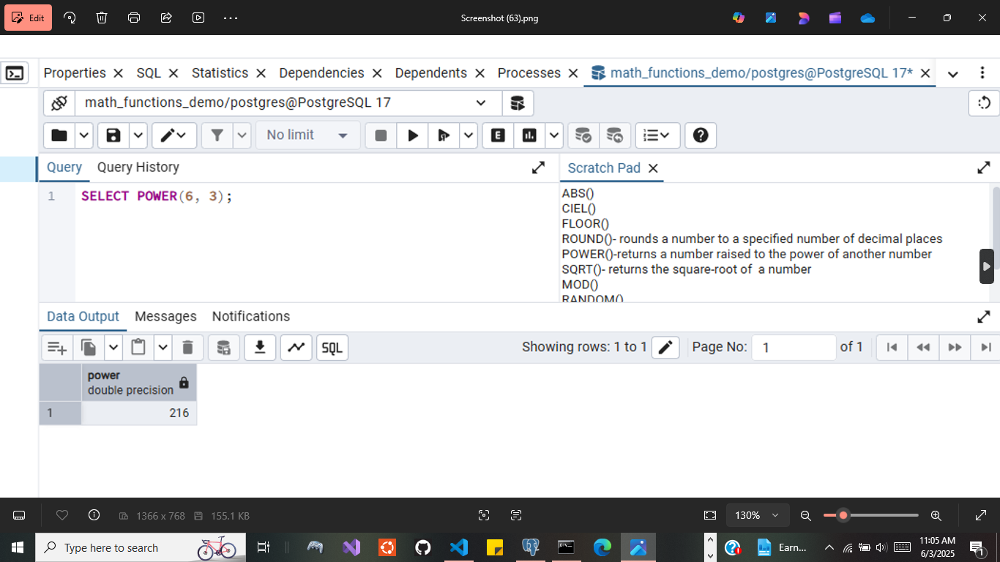 Edit
Screenshot (63).png
Properties
SQL
Statistics
Dependencies
Dependents
Processes
math_functions_demo/postgres@PostgreSQL 17*
math_functions_demo/postgres@PostgreSQL 17
No limit
E
Query
Query History
Scratch Pad
1
SELECT POWER(6, 3);
ABS()
CIEL()
FLOOR()
ROUND()- rounds a number to a specified number of decimal places
POWER()-returns a number raised to the power of another number
SQRT()- returns the square-root of  a number
MOD()
RANDOM()
Data Output
Messages
Notifications
SQL
Showing rows: 1 to 1
Page No:
1
of 1
power
double precision
1
216
1366 x 768
155.1 KB
130%
Type here to search
Earn...
11:05 AM
6/3/2025
1